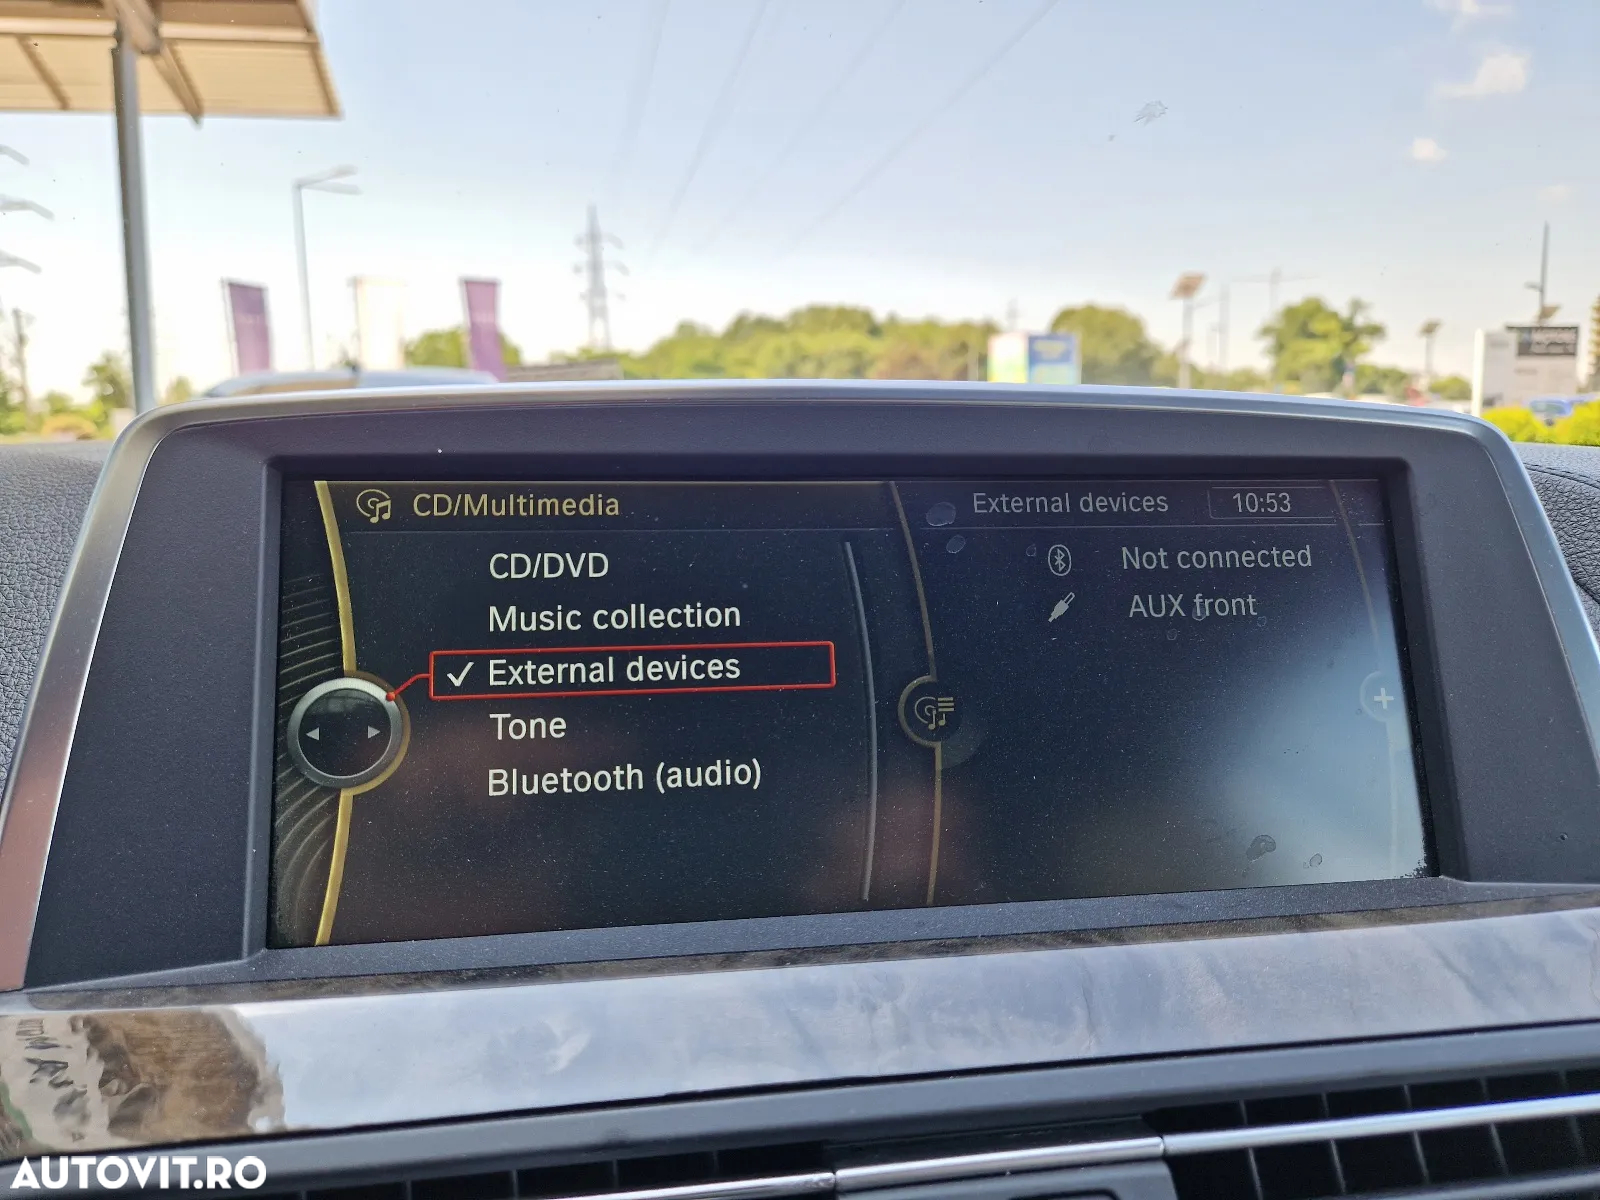 CD/Multimedia
External devices 10:53
CD/DVD
Music collection
External devices
Tone
Bluetooth (audio)
Not connected
AUX front
AUTOVIT.RO